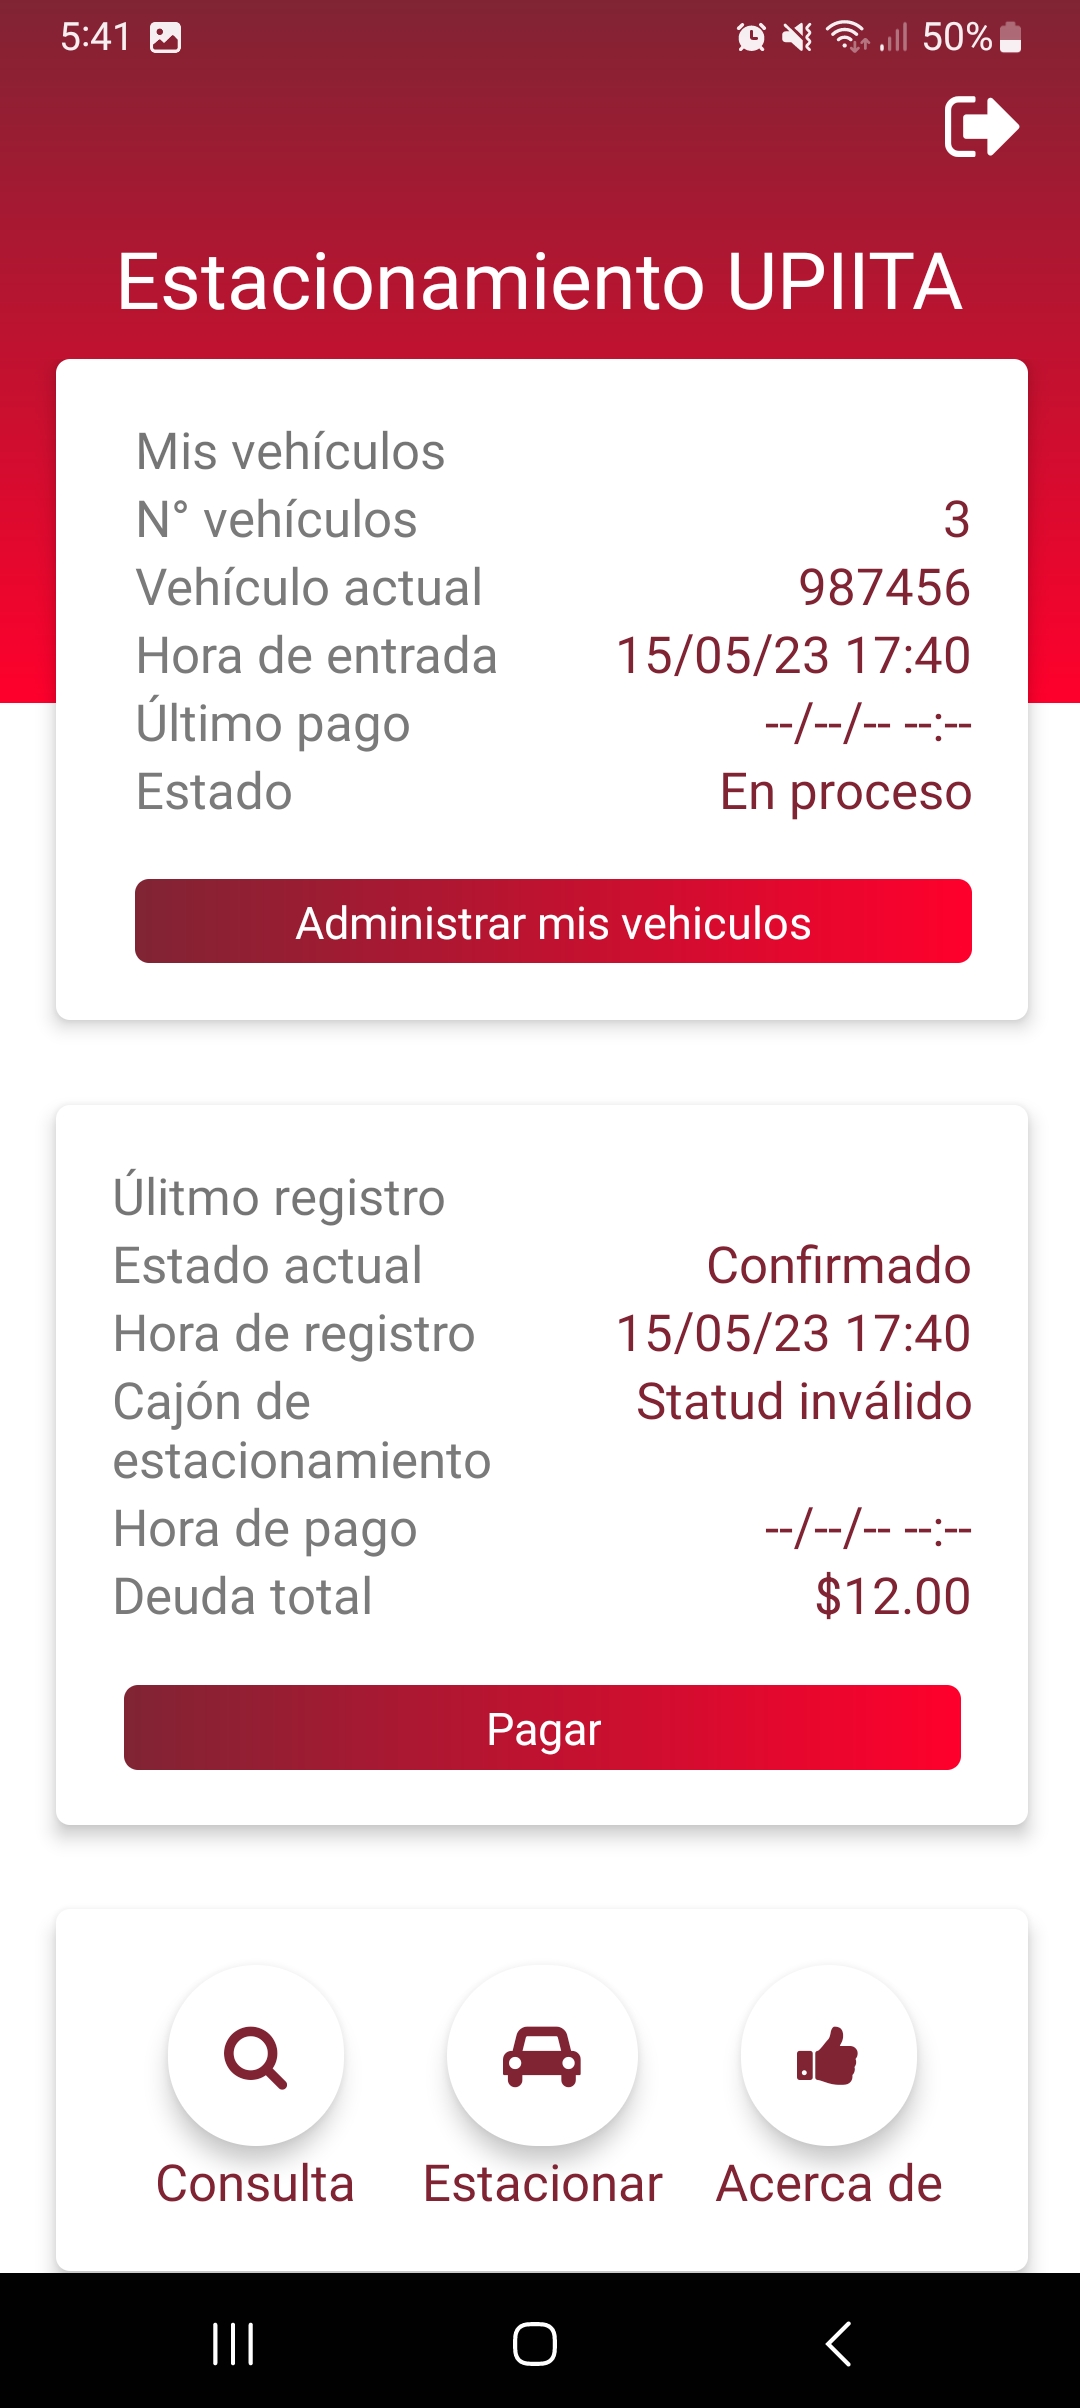 5:41 50%
Estacionamiento UPIITA
Mis vehículos
N° vehículos 3
Vehículo actual 987456
Hora de entrada 15/05/23 17:40
Último pago --/--/-- --:--
Estado En proceso
Administrar mis vehiculos
Úlitmo registro
Estado actual Confirmado
Hora de registro 15/05/23 17:40
Cajón de Statud inválido
estacionamiento
Hora de pago --/--/-- --:--
Deuda total $12.00
Pagar
Consulta Estacionar Acerca de